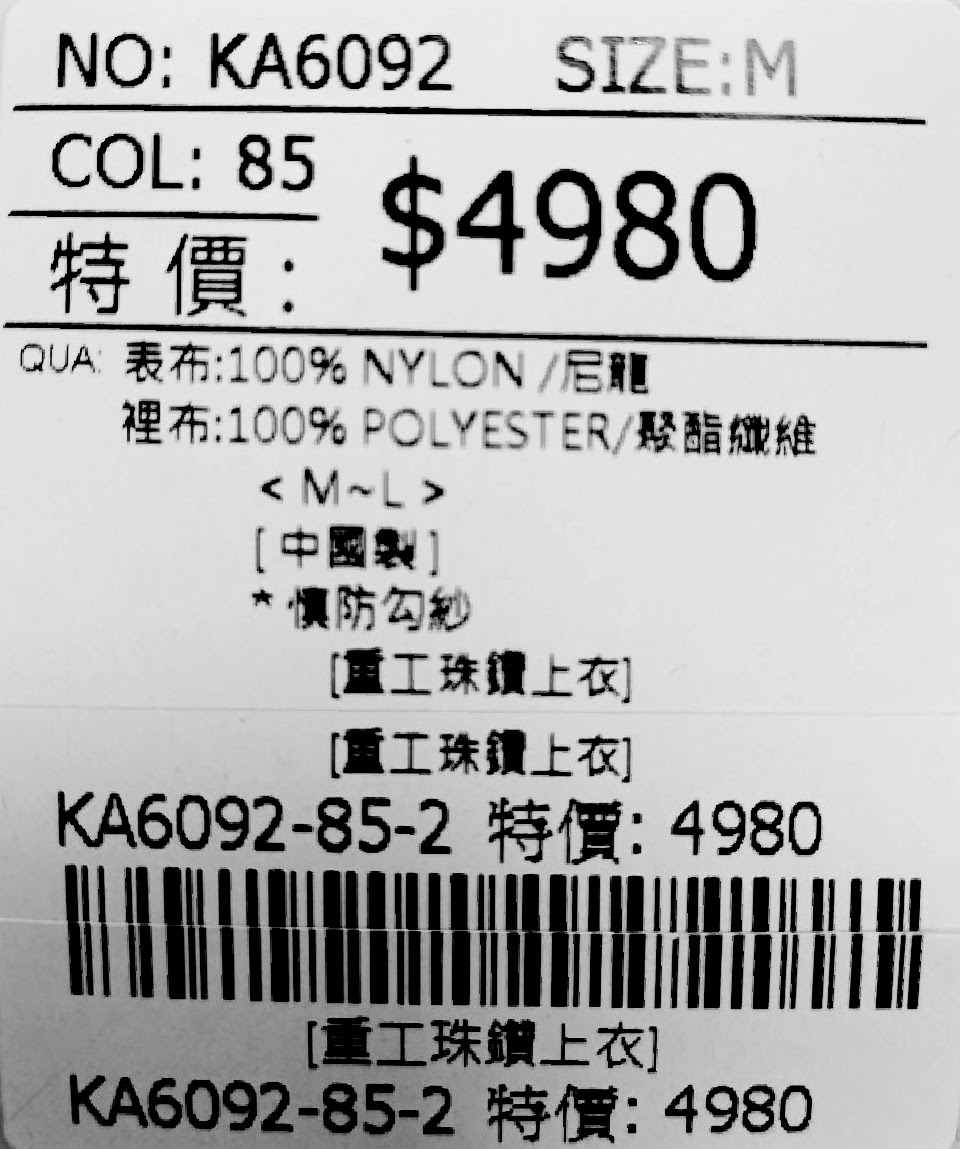 NO: KA6092 SIZE:M
COL: 85
$4980
特價:
QUA: 表布:100% NYLON /尼龍
裡布:100% POLYESTER/聚酯纖維
< M~L >
[ 中國製 ]
* 慎防勾紗
[重工珠鑽上衣]
[重工珠鑽上衣]
KA6092-85-2 特價: 4980
[重工珠鑽上衣]
KA6092-85-2 特價: 4980